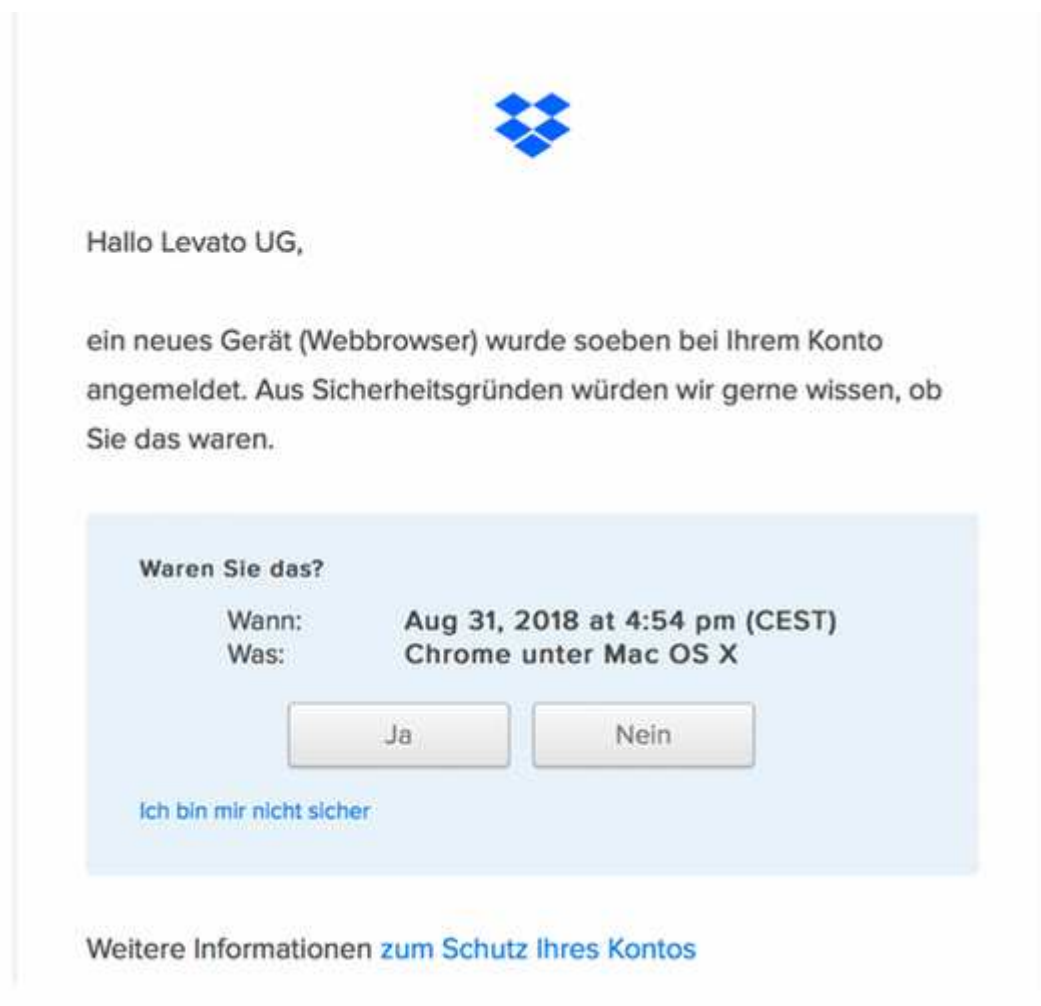 Hallo Levato UG,
ein neues Gerät (Webbrowser) wurde soeben bei Ihrem Konto
angemeldet. Aus Sicherheitsgründen würden wir gerne wissen, ob
Sie das waren.
Waren Sie das?
Wann: Aug 31, 2018 at 4:54 pm (CEST)
Was: Chrome unter Mac OS X
Ja Nein
Ich bin mir nicht sicher
Weitere Informationen zum Schutz Ihres Kontos